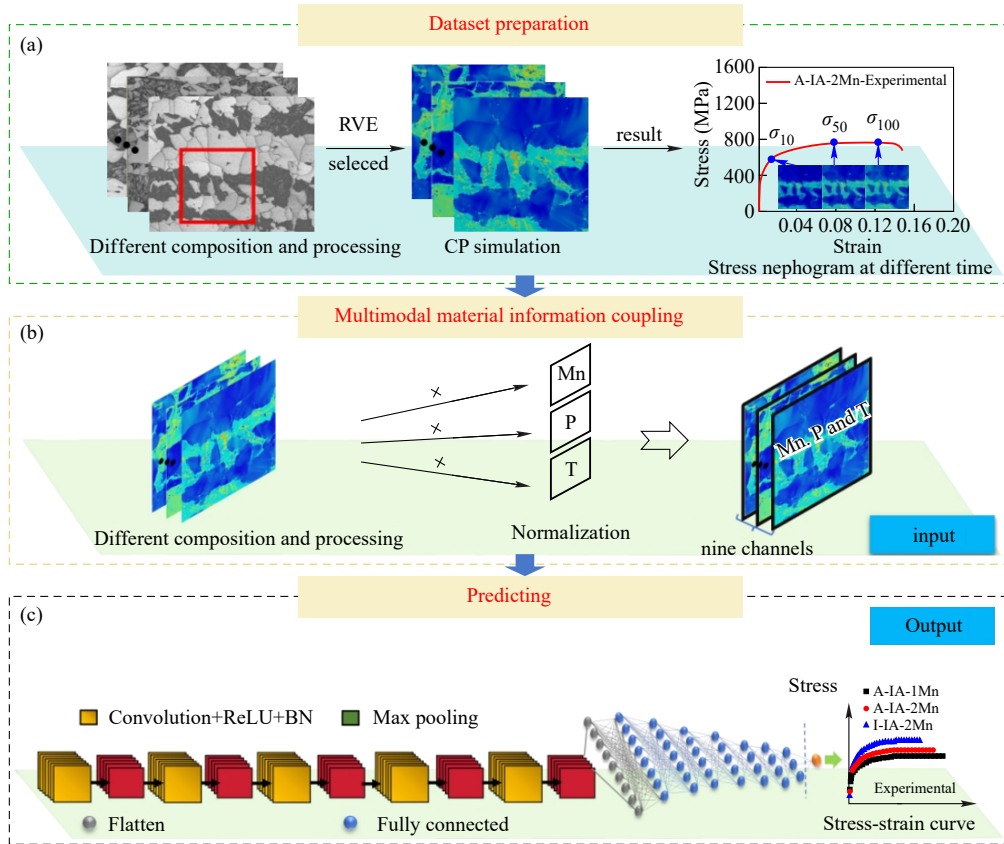 Dataset preparation
(a)
RVE
seleced
result
Different composition and processing
CP simulation
Stress (MPa)
1600
1200
800
400
0
A-IA-2Mn-Experimental
σ10
σ50
σ100
0.04 0.08 0.12 0.16 0.20
Strain
Stress nephogram at different time
Multimodal material information coupling
(b)
×
×
×
Mn
P
T
Mn. P and T
Different composition and processing
Normalization
nine channels
input
Predicting
(c)
Output
Convolution+ReLU+BN
Max pooling
Flatten
Fully connected
Stress
A-IA-1Mn
A-IA-2Mn
I-IA-2Mn
Experimental
Stress-strain curve